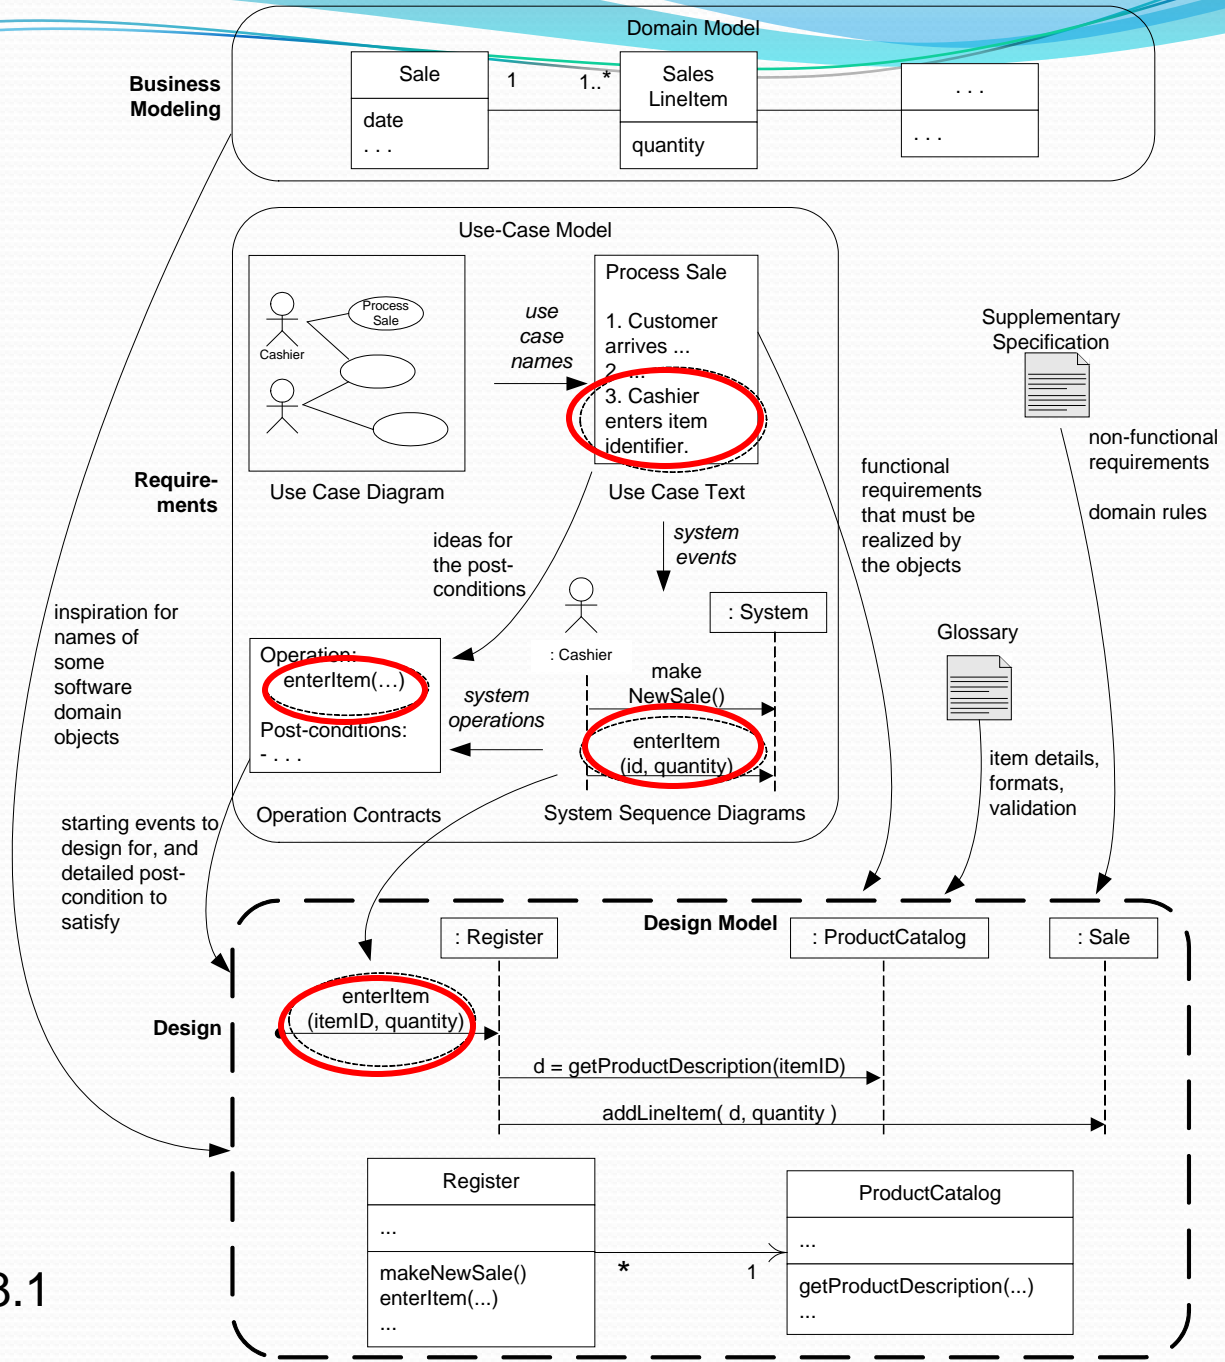 Domain Model
Business
Modeling
Sale
1
1..*
Sales
LineItem
. . .
date
. . .
quantity
. . .
Use-Case Model
Process
Sale
Cashier
use
case
names
Process Sale
1. Customer
arrives ...
2. ...
3. Cashier
enters item
identifier.
Supplementary
Specification
non-functional
requirements
domain rules
functional
requirements
that must be
realized by
the objects
Require-
ments
Use Case Diagram
Use Case Text
ideas for
the post-
conditions
system
events
: System
: Cashier
make
NewSale()
enterItem
(id, quantity)
Operation:
enterItem(…)
Post-conditions:
- . . .
system
operations
Operation Contracts
System Sequence Diagrams
inspiration for
names of
some
software
domain
objects
Glossary
item details,
formats,
validation
starting events to
design for, and
detailed post-
condition to
satisfy
Design Model
: Register
: ProductCatalog
: Sale
Design
enterItem
(itemID, quantity)
d = getProductDescription(itemID)
addLineItem( d, quantity )
Register
...
makeNewSale()
enterItem(...)
...
*
1
ProductCatalog
...
getProductDescription(...)
...
8.1